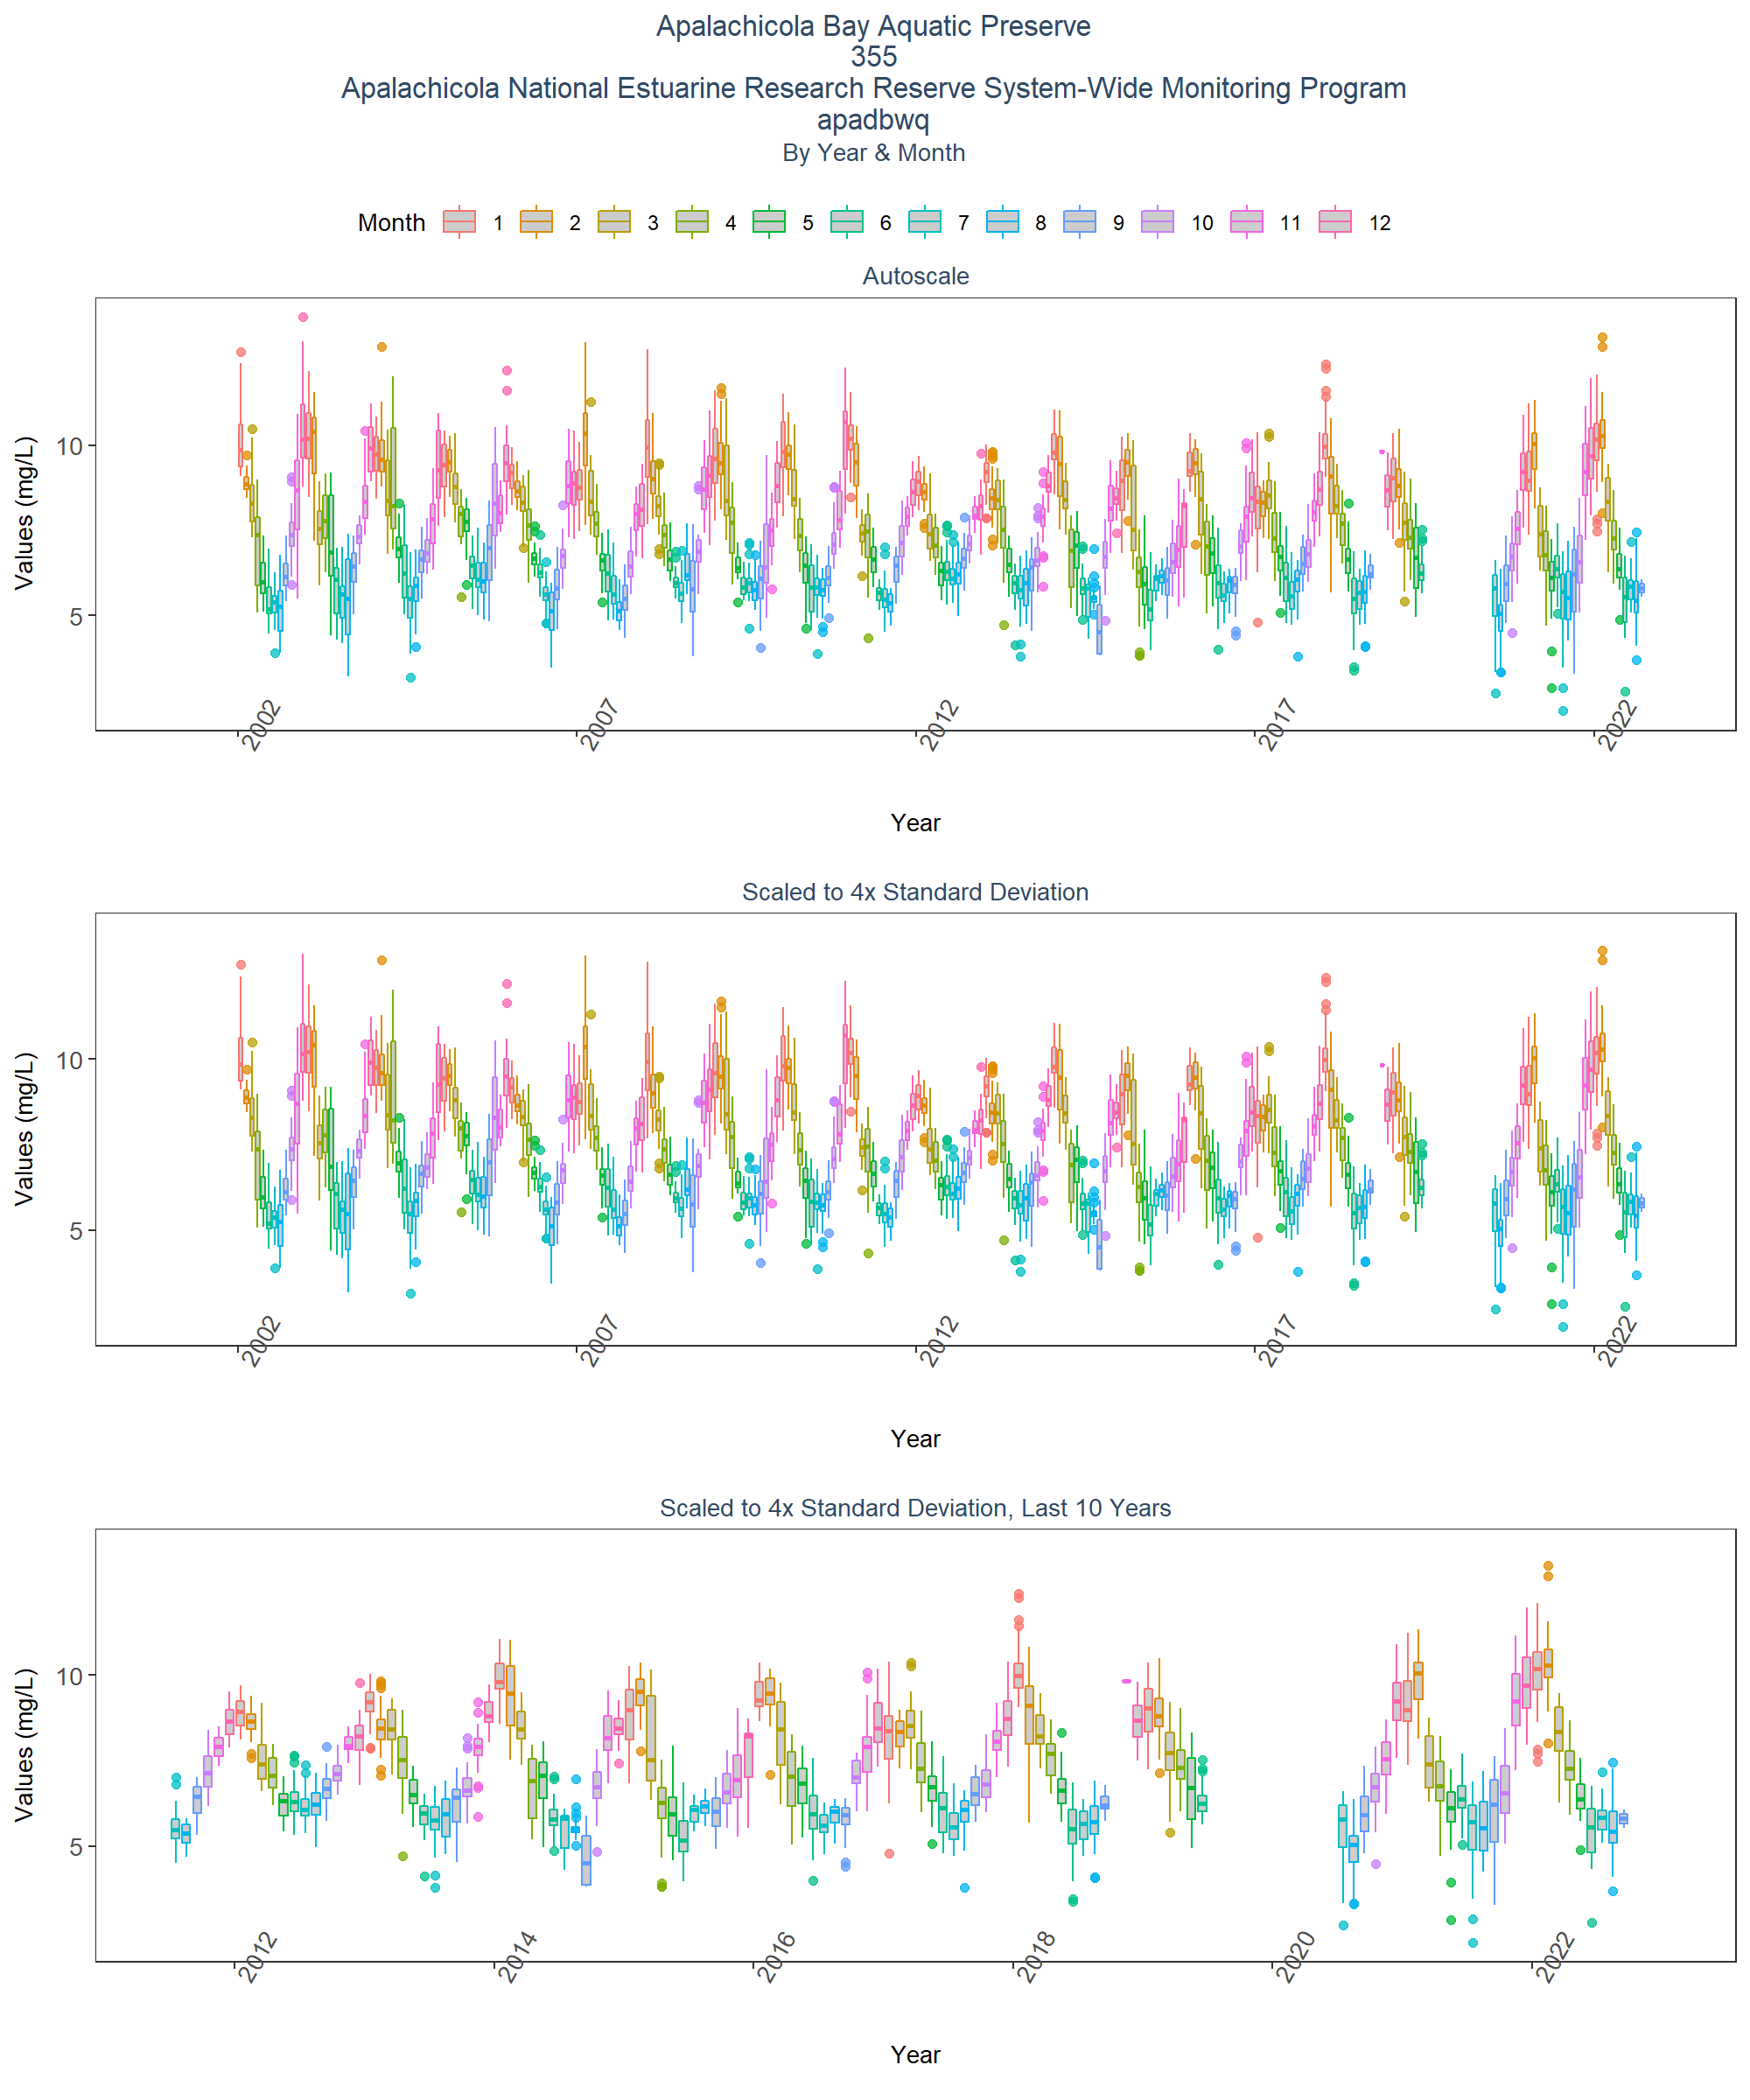 Apalachicola Bay Aquatic Preserve
355
Apalachicola National Estuarine Research Reserve System-Wide Monitoring Program
apadbwq
By Year & Month
Month 1 2 3 4 5 6 7 8 9 10 11 12
Autoscale
Values (mg/L)
10
5
2002 2007 2012 2017 2022
Year
Scaled to 4x Standard Deviation
Values (mg/L)
10
5
2002 2007 2012 2017 2022
Year
Scaled to 4x Standard Deviation, Last 10 Years
Values (mg/L)
10
5
2012 2014 2016 2018 2020 2022
Year